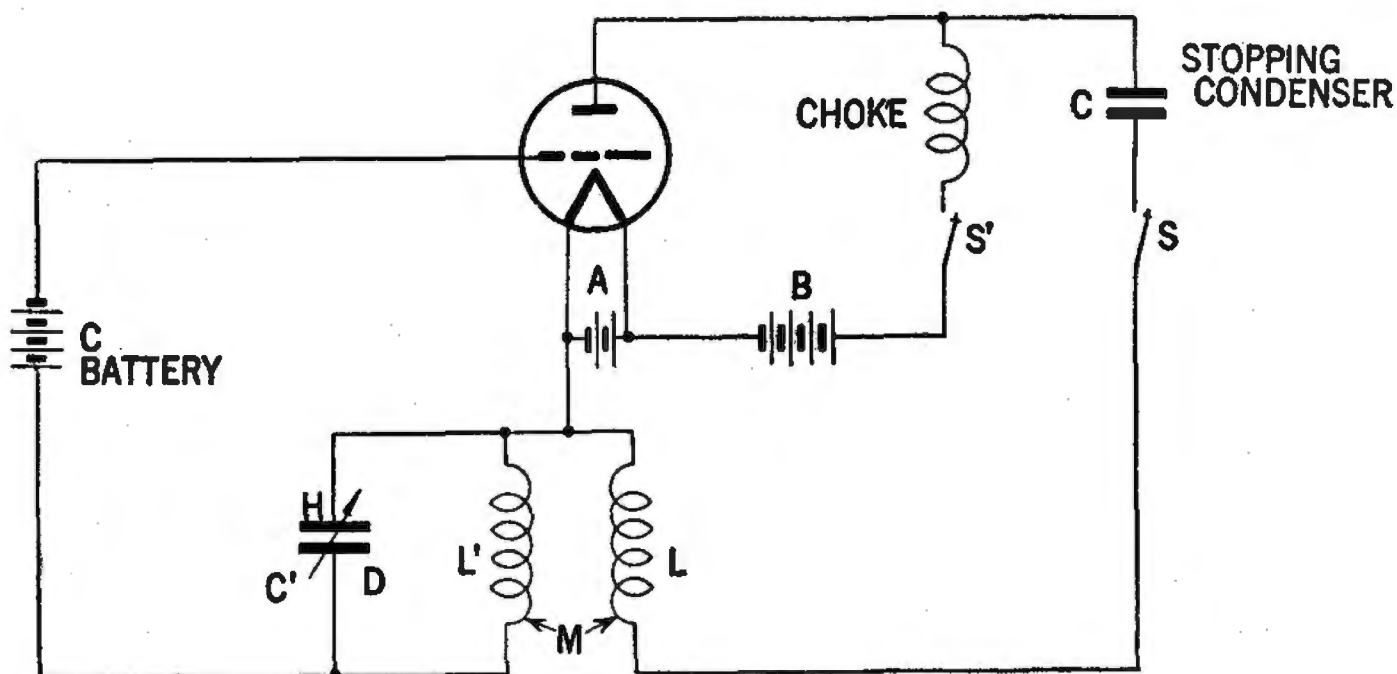 STOPPING
CONDENSER
CHOKE
C
S'
S
A
B
C
BATTERY
H
C'
D
L'
L
M